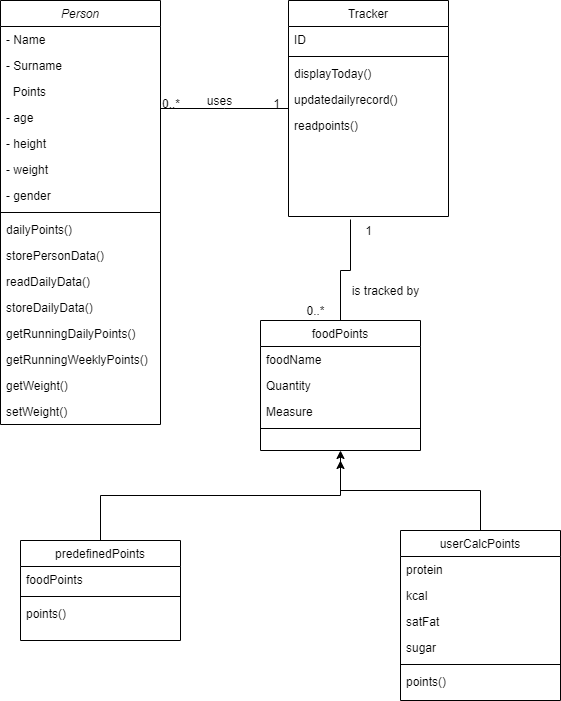 Person
- Name
- Surname
Points
- age
- height
- weight
- gender
dailyPoints()
storePersonData()
readDailyData()
storeDailyData()
getRunningDailyPoints()
getRunningWeeklyPoints()
getWeight()
setWeight()
0..*
uses
1
Tracker
ID
displayToday()
updatedailyrecord()
readpoints()
1
is tracked by
0..*
foodPoints
foodName
Quantity
Measure
predefinedPoints
foodPoints
points()
userCalcPoints
protein
kcal
satFat
sugar
points()